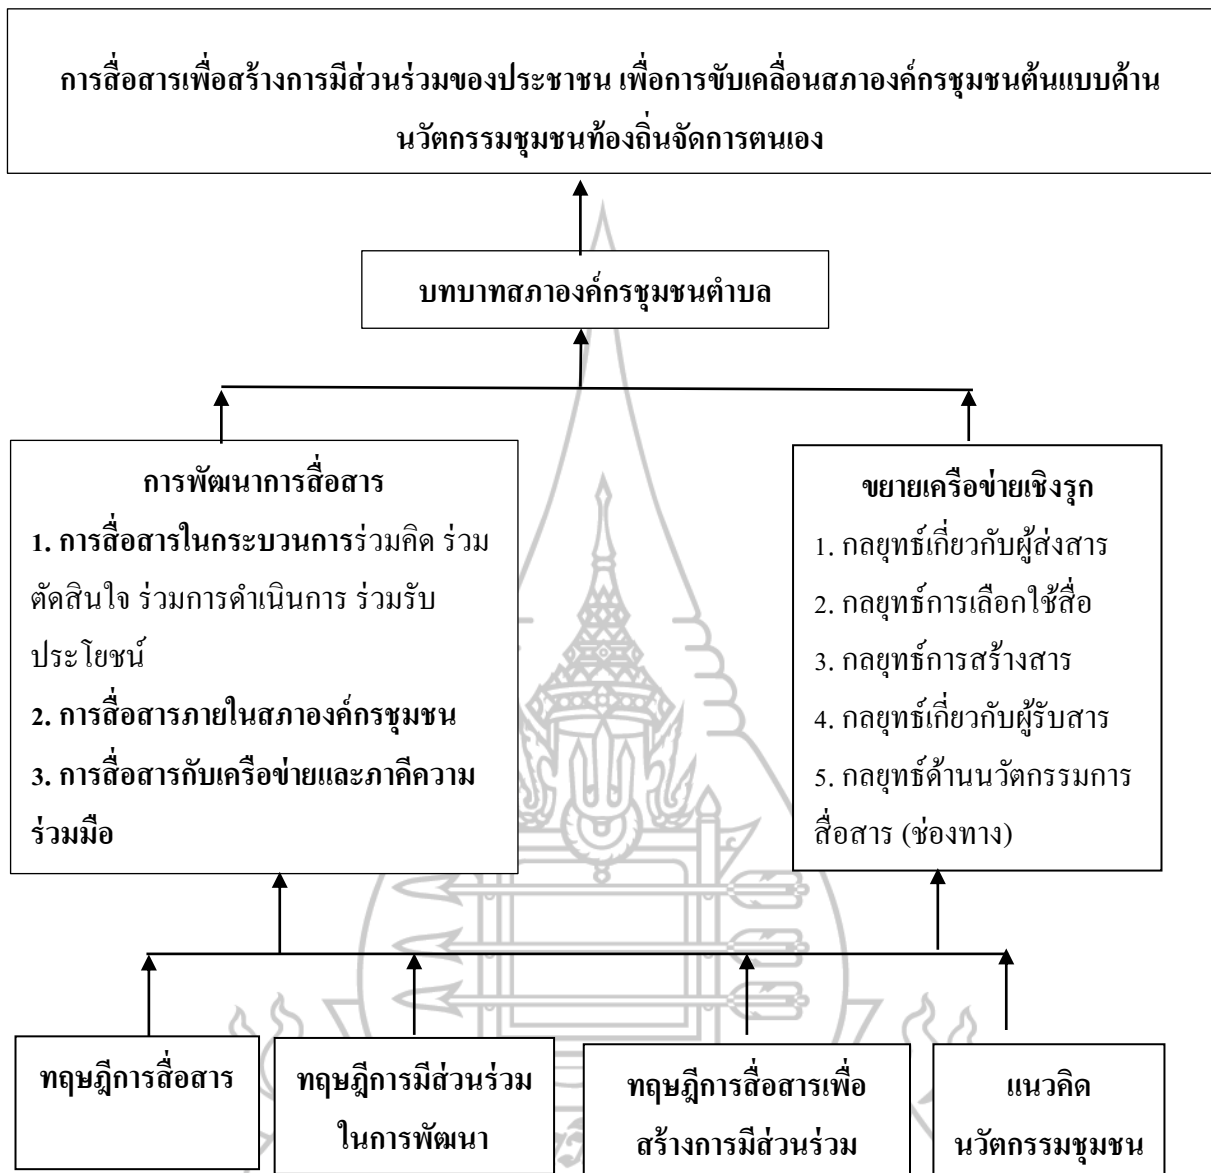 การสื่อสารเพื่อสร้างการมีส่วนร่วมของประชาชน เพื่อการขับเคลื่อนสภาองค์กรชุมชนต้นแบบด้าน
นวัตกรรมชุมชนท้องถิ่นจัดการตนเอง
บทบาทสภาองค์กรชุมชนตำบล
การพัฒนาการสื่อสาร
1. การสื่อสารในกระบวนการร่วมคิด ร่วม
ตัดสินใจ ร่วมการดำเนินการ ร่วมรับ
ประโยชน์
2. การสื่อสารภายในสภาองค์กรชุมชน
3. การสื่อสารกับเครือข่ายและภาคีความ
ร่วมมือ
ขยายเครือข่ายเชิงรุก
1. กลยุทธ์เกี่ยวกับผู้ส่งสาร
2. กลยุทธ์การเลือกใช้สื่อ
3. กลยุทธ์การสร้างสาร
4. กลยุทธ์เกี่ยวกับผู้รับสาร
5. กลยุทธ์ด้านนวัตกรรมการ
สื่อสาร (ช่องทาง)
ทฤษฎีการสื่อสาร
ทฤษฎีการมีส่วนร่วม
ในการพัฒนา
ทฤษฎีการสื่อสารเพื่อ
สร้างการมีส่วนร่วม
แนวคิด
นวัตกรรมชุมชน